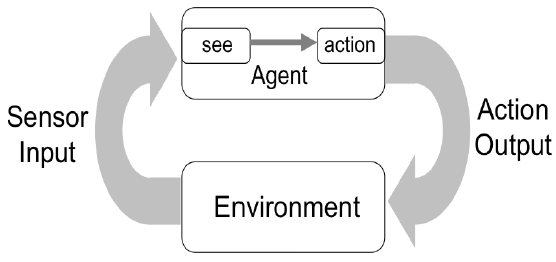 see
action
Agent
Sensor
Input
Action
Output
Environment